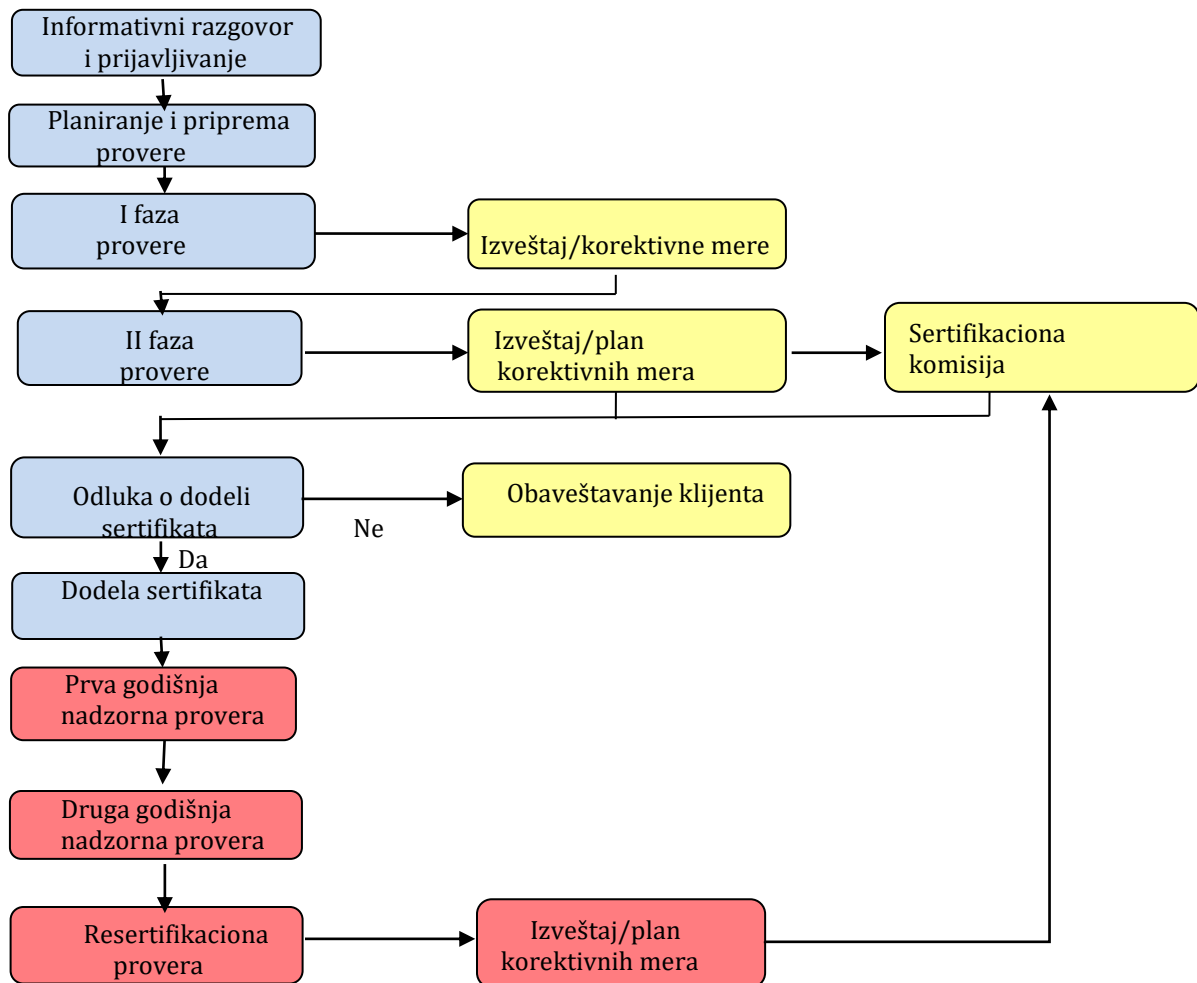 Informativni razgovor
i prijavljivanje
Planiranje i priprema
provere
I faza
provere
Izveštaj/korektivne mere
II faza
provere
Izveštaj/plan
korektivnih mera
Sertifikaciona
komisija
Odluka o dodeli
sertifikata
Ne
Obaveštavanje klijenta
Da
Dodela sertifikata
Prva godišnja
nadzorna provera
Druga godišnja
nadzorna provera
Resertifikaciona
provera
Izveštaj/plan
korektivnih mera